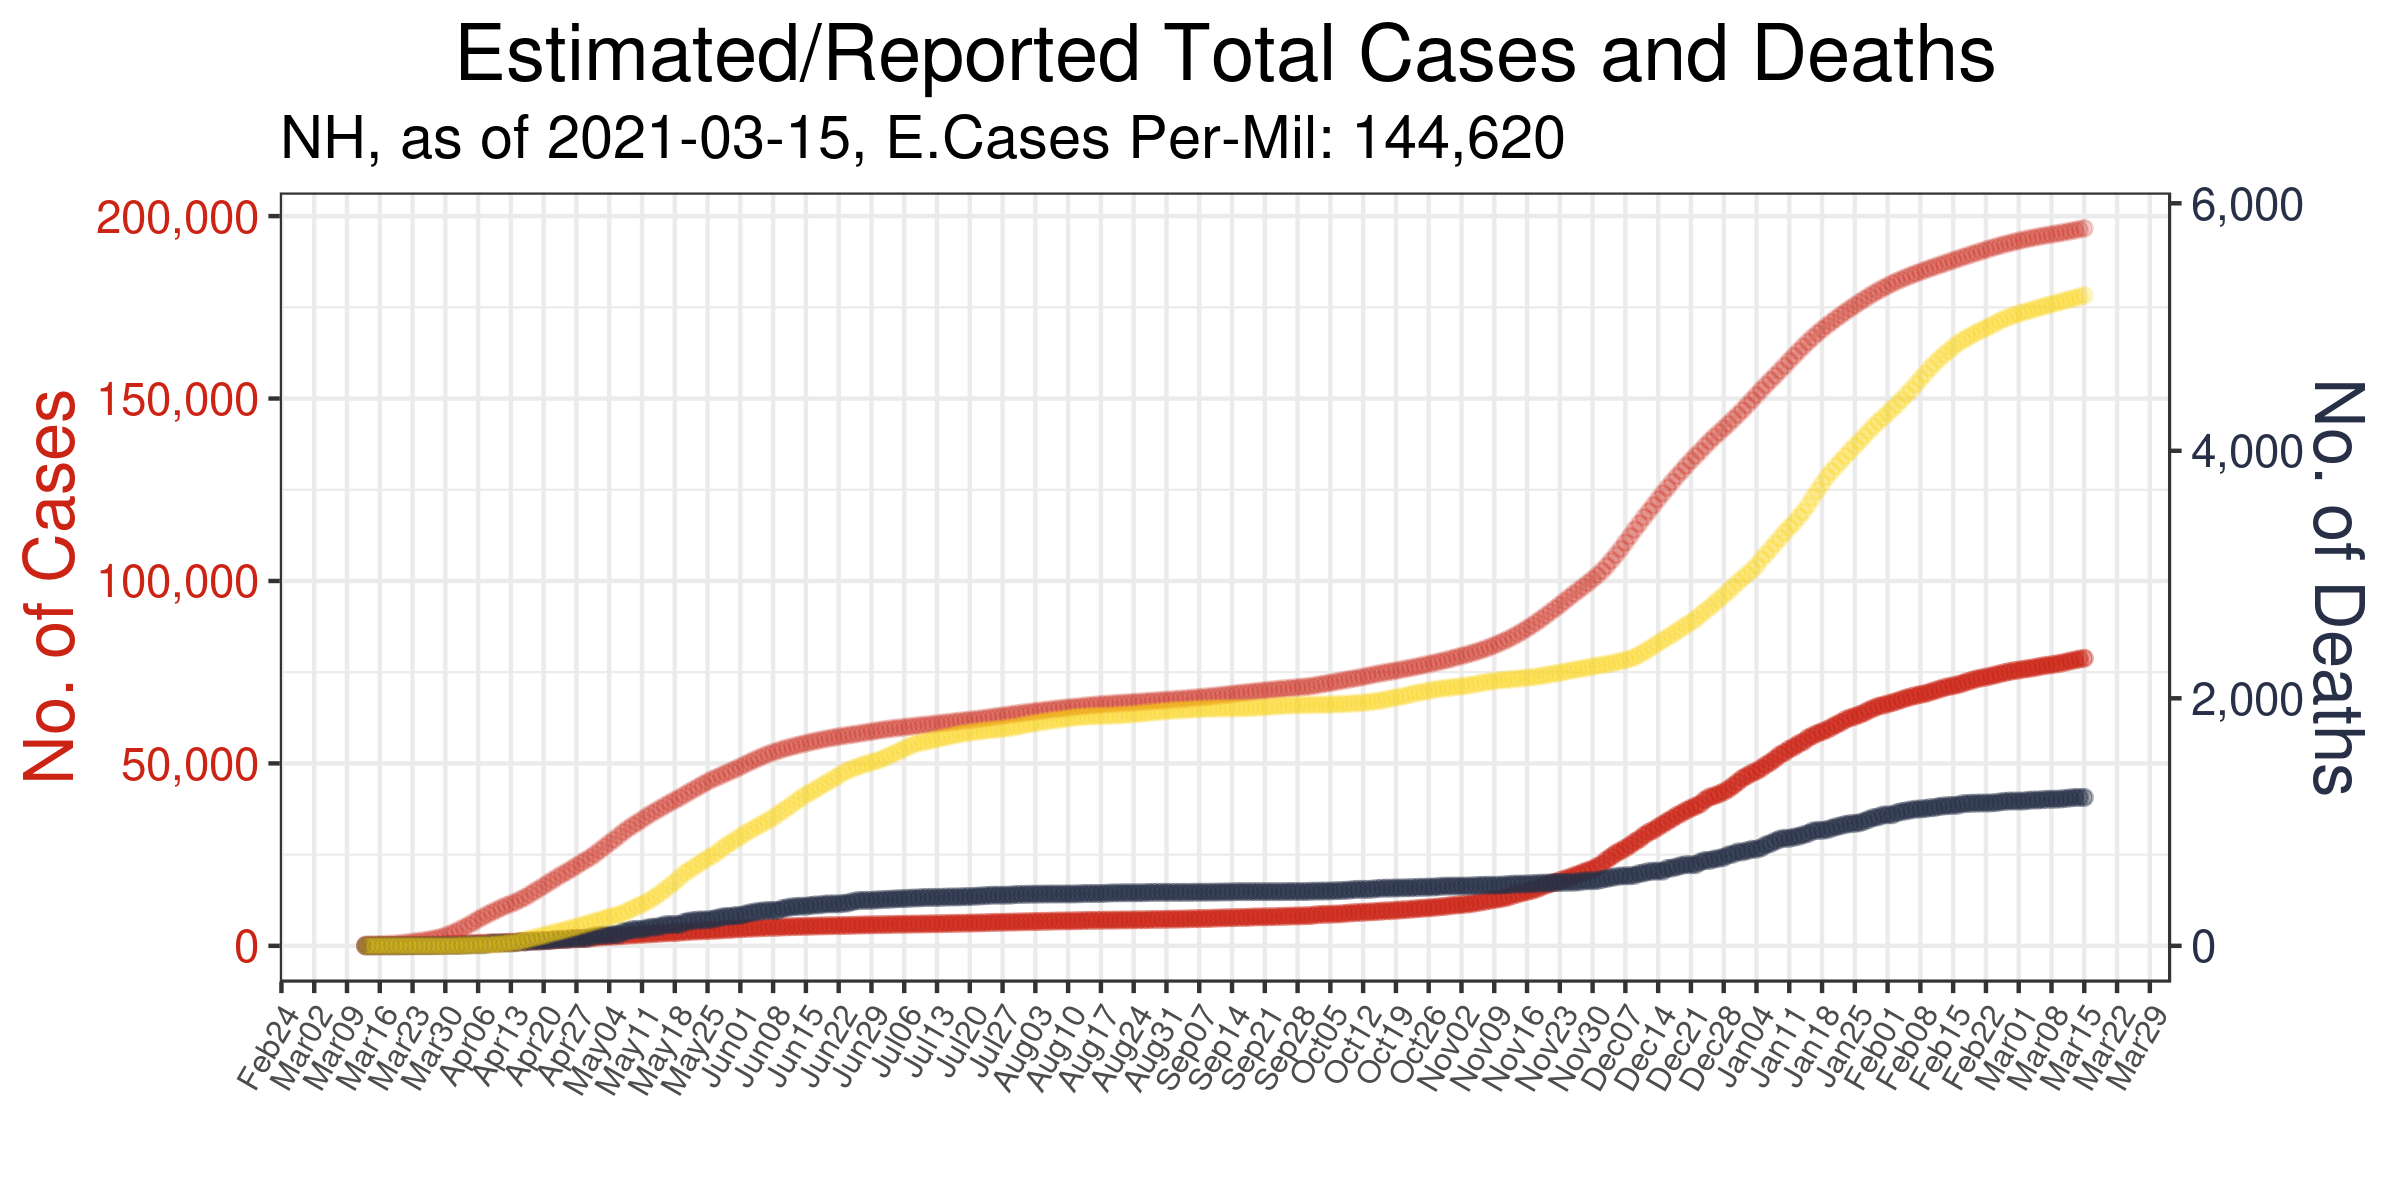 Estimated/Reported Total Cases and Deaths
NH, as of 2021-03-15, E.Cases Per-Mil: 144,620
No. of Cases
200,000
150,000
100,000
50,000
0
6,000
4,000
2,000
0
No. of Deaths
Feb24
Mar02
Mar09
Mar16
Mar23
Mar30
Apr06
Apr13
Apr20
Apr27
May04
May11
May18
May25
Jun01
Jun08
Jun15
Jun22
Jun29
Jul06
Jul13
Jul20
Jul27
Aug03
Aug10
Aug17
Aug24
Aug31
Sep07
Sep14
Sep21
Sep28
Oct05
Oct12
Oct19
Oct26
Nov02
Nov09
Nov16
Nov23
Nov30
Dec07
Dec14
Dec21
Dec28
Jan04
Jan11
Jan18
Jan25
Feb01
Feb08
Feb15
Feb22
Mar01
Mar08
Mar15
Mar22
Mar29